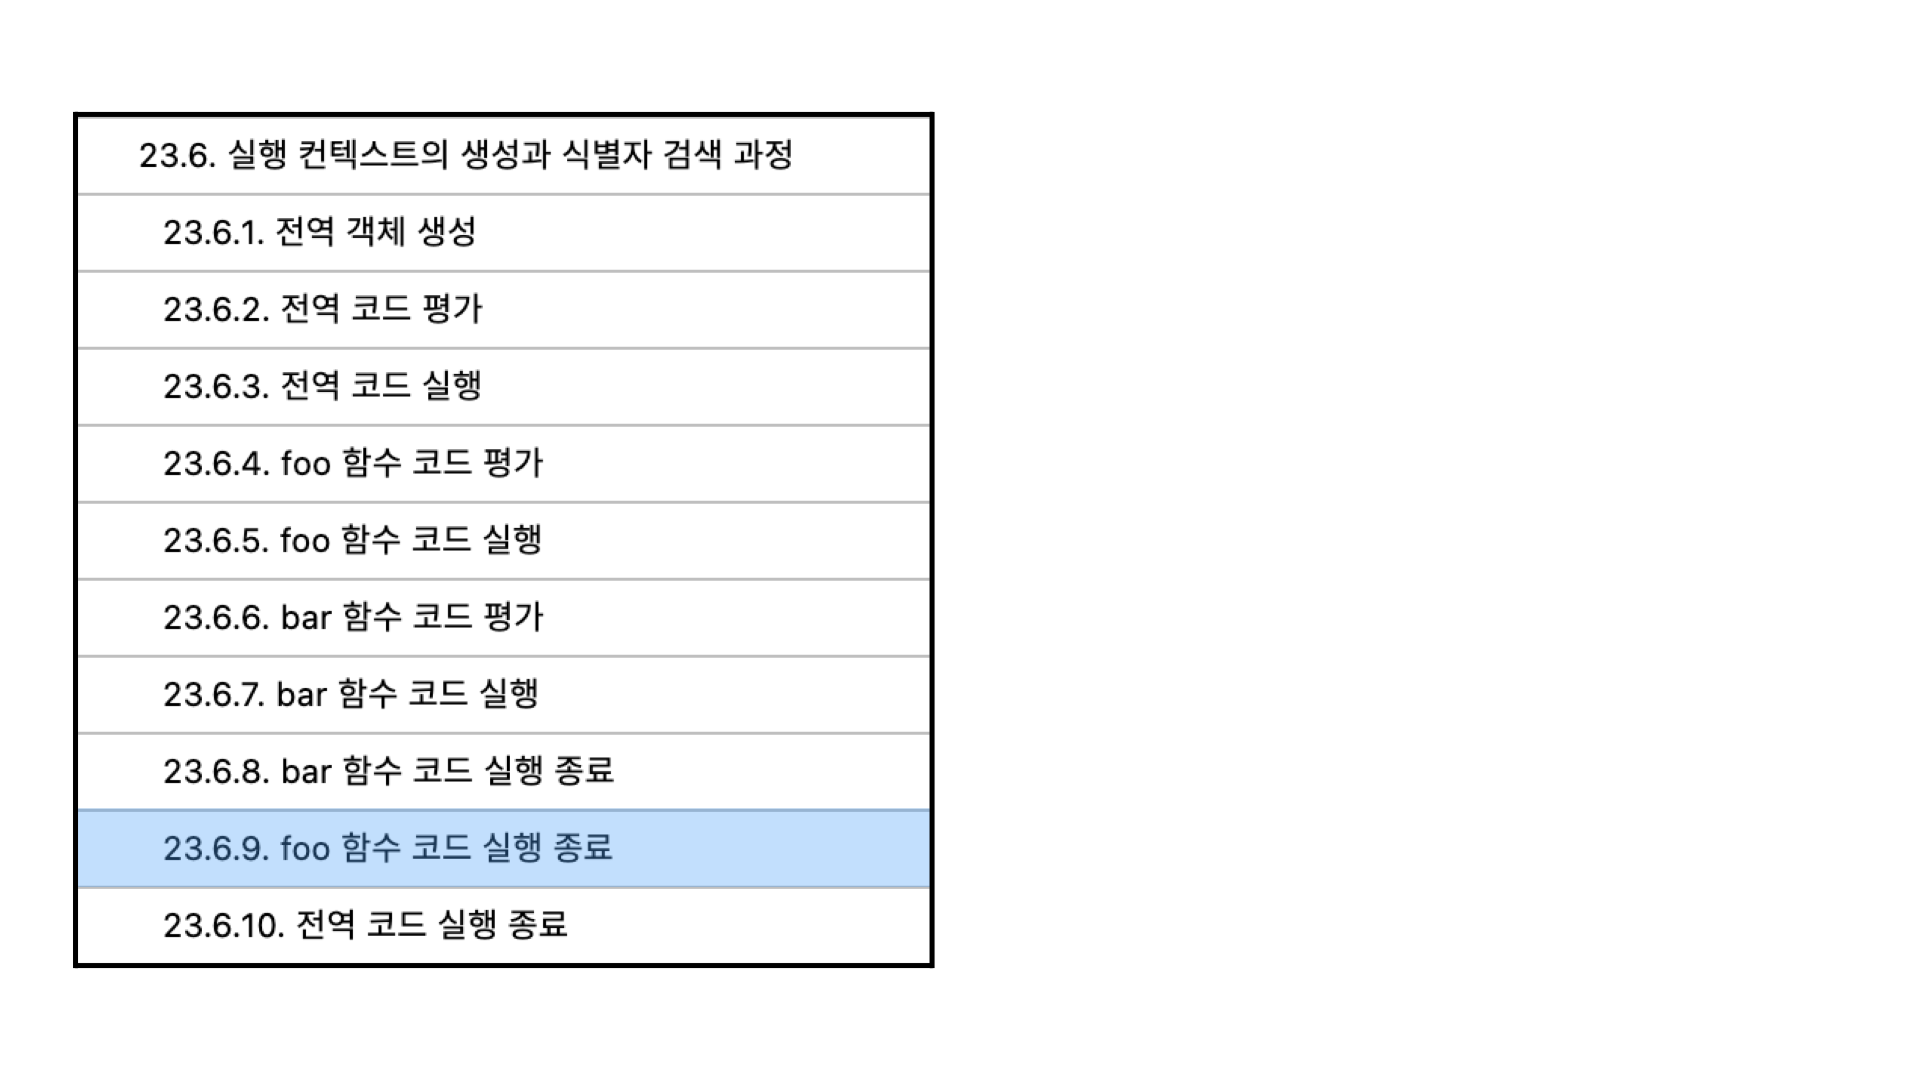 23.6. 실행 컨텍스트의 생성과 식별자 검색 과정
23.6.1. 전역 객체 생성
23.6.2. 전역 코드 평가
23.6.3. 전역 코드 실행
23.6.4. foo 함수 코드 평가
23.6.5. foo 함수 코드 실행
23.6.6. bar 함수 코드 평가
23.6.7. bar 함수 코드 실행
23.6.8. bar 함수 코드 실행 종료
23.6.9. foo 함수 코드 실행 종료
23.6.10. 전역 코드 실행 종료